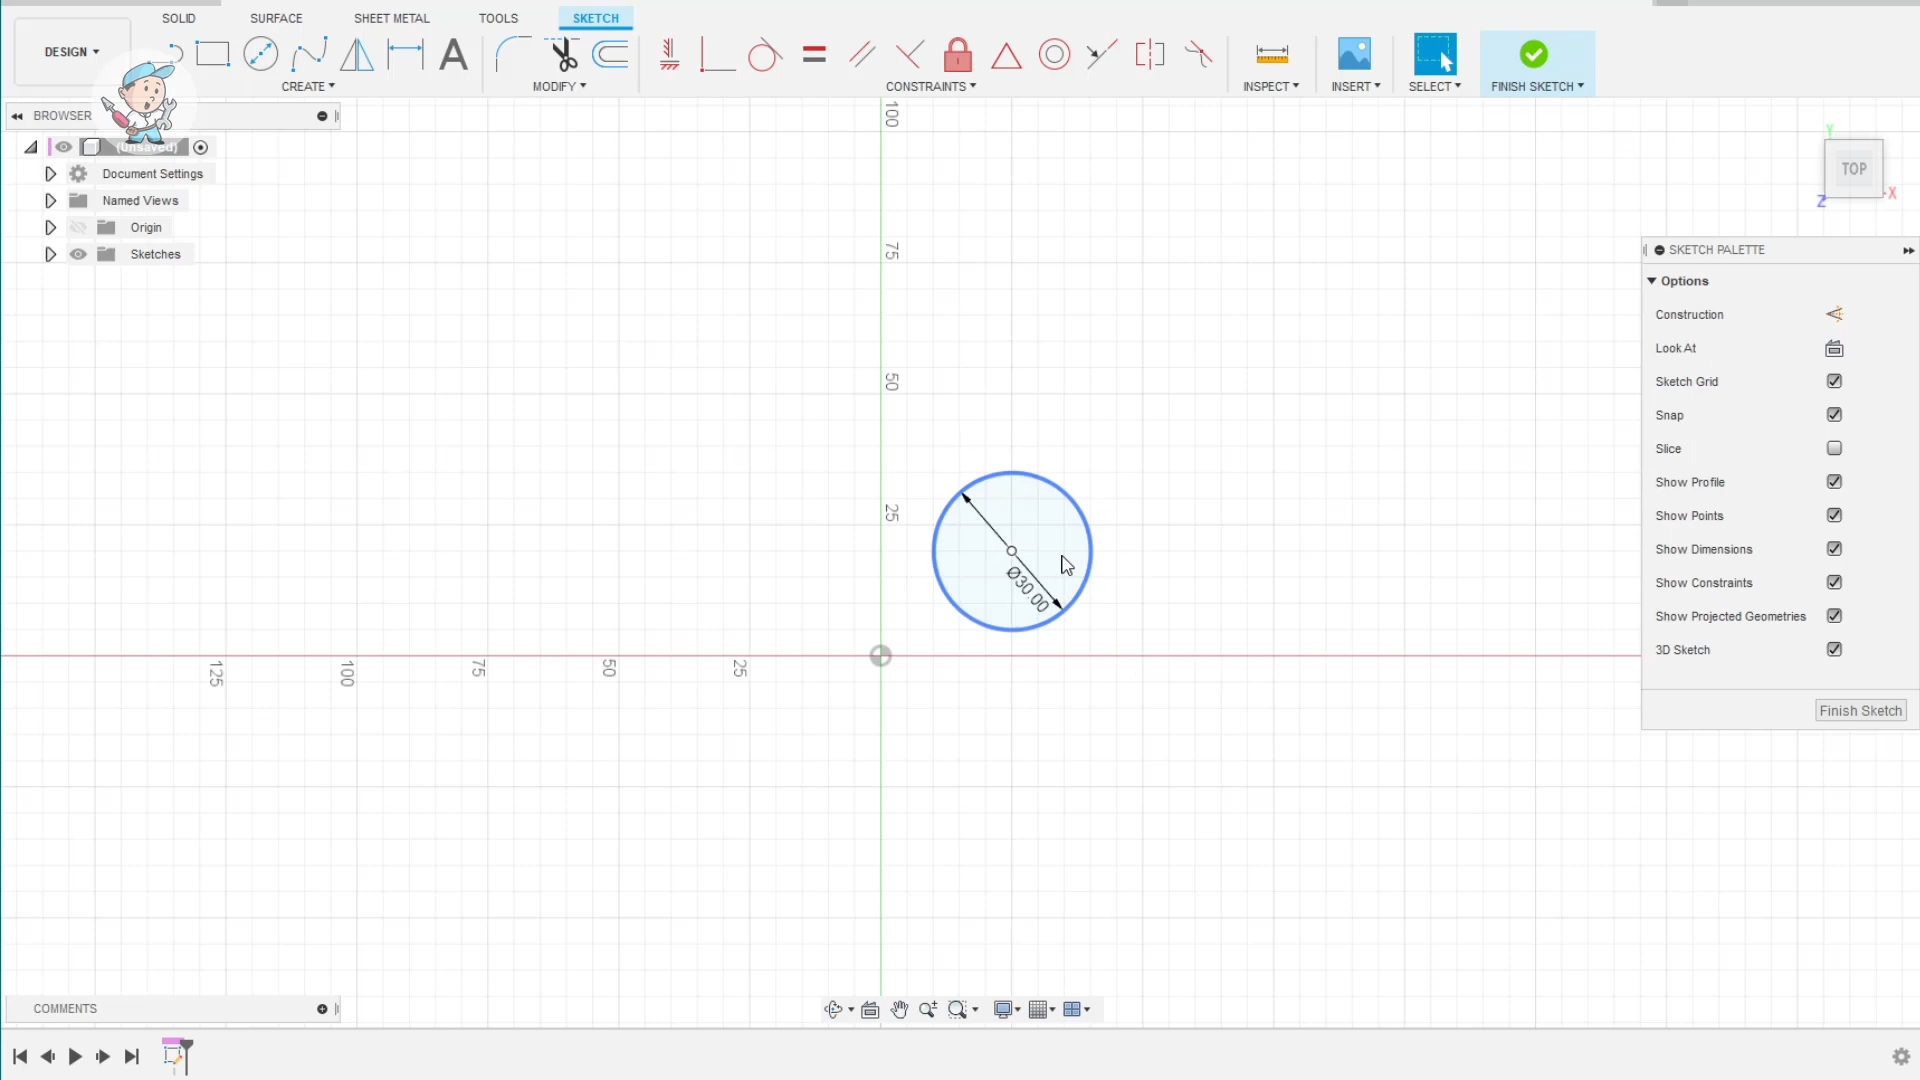 SOLID
SURFACE
SHEET METAL
TOOLS
SKETCH
DESIGN
CREATE
MODIFY
CONSTRAINTS
INSPECT
INSERT
SELECT
FINISH SKETCH
BROWSER
(Unsaved)
Document Settings
Named Views
Origin
Sketches
100
75
50
25
125
100
75
50
25
Ø30.00
Y
TOP
X
Z
SKETCH PALETTE
Options
Construction
Look At
Sketch Grid
Snap
Slice
Show Profile
Show Points
Show Dimensions
Show Constraints
Show Projected Geometries
3D Sketch
Finish Sketch
COMMENTS